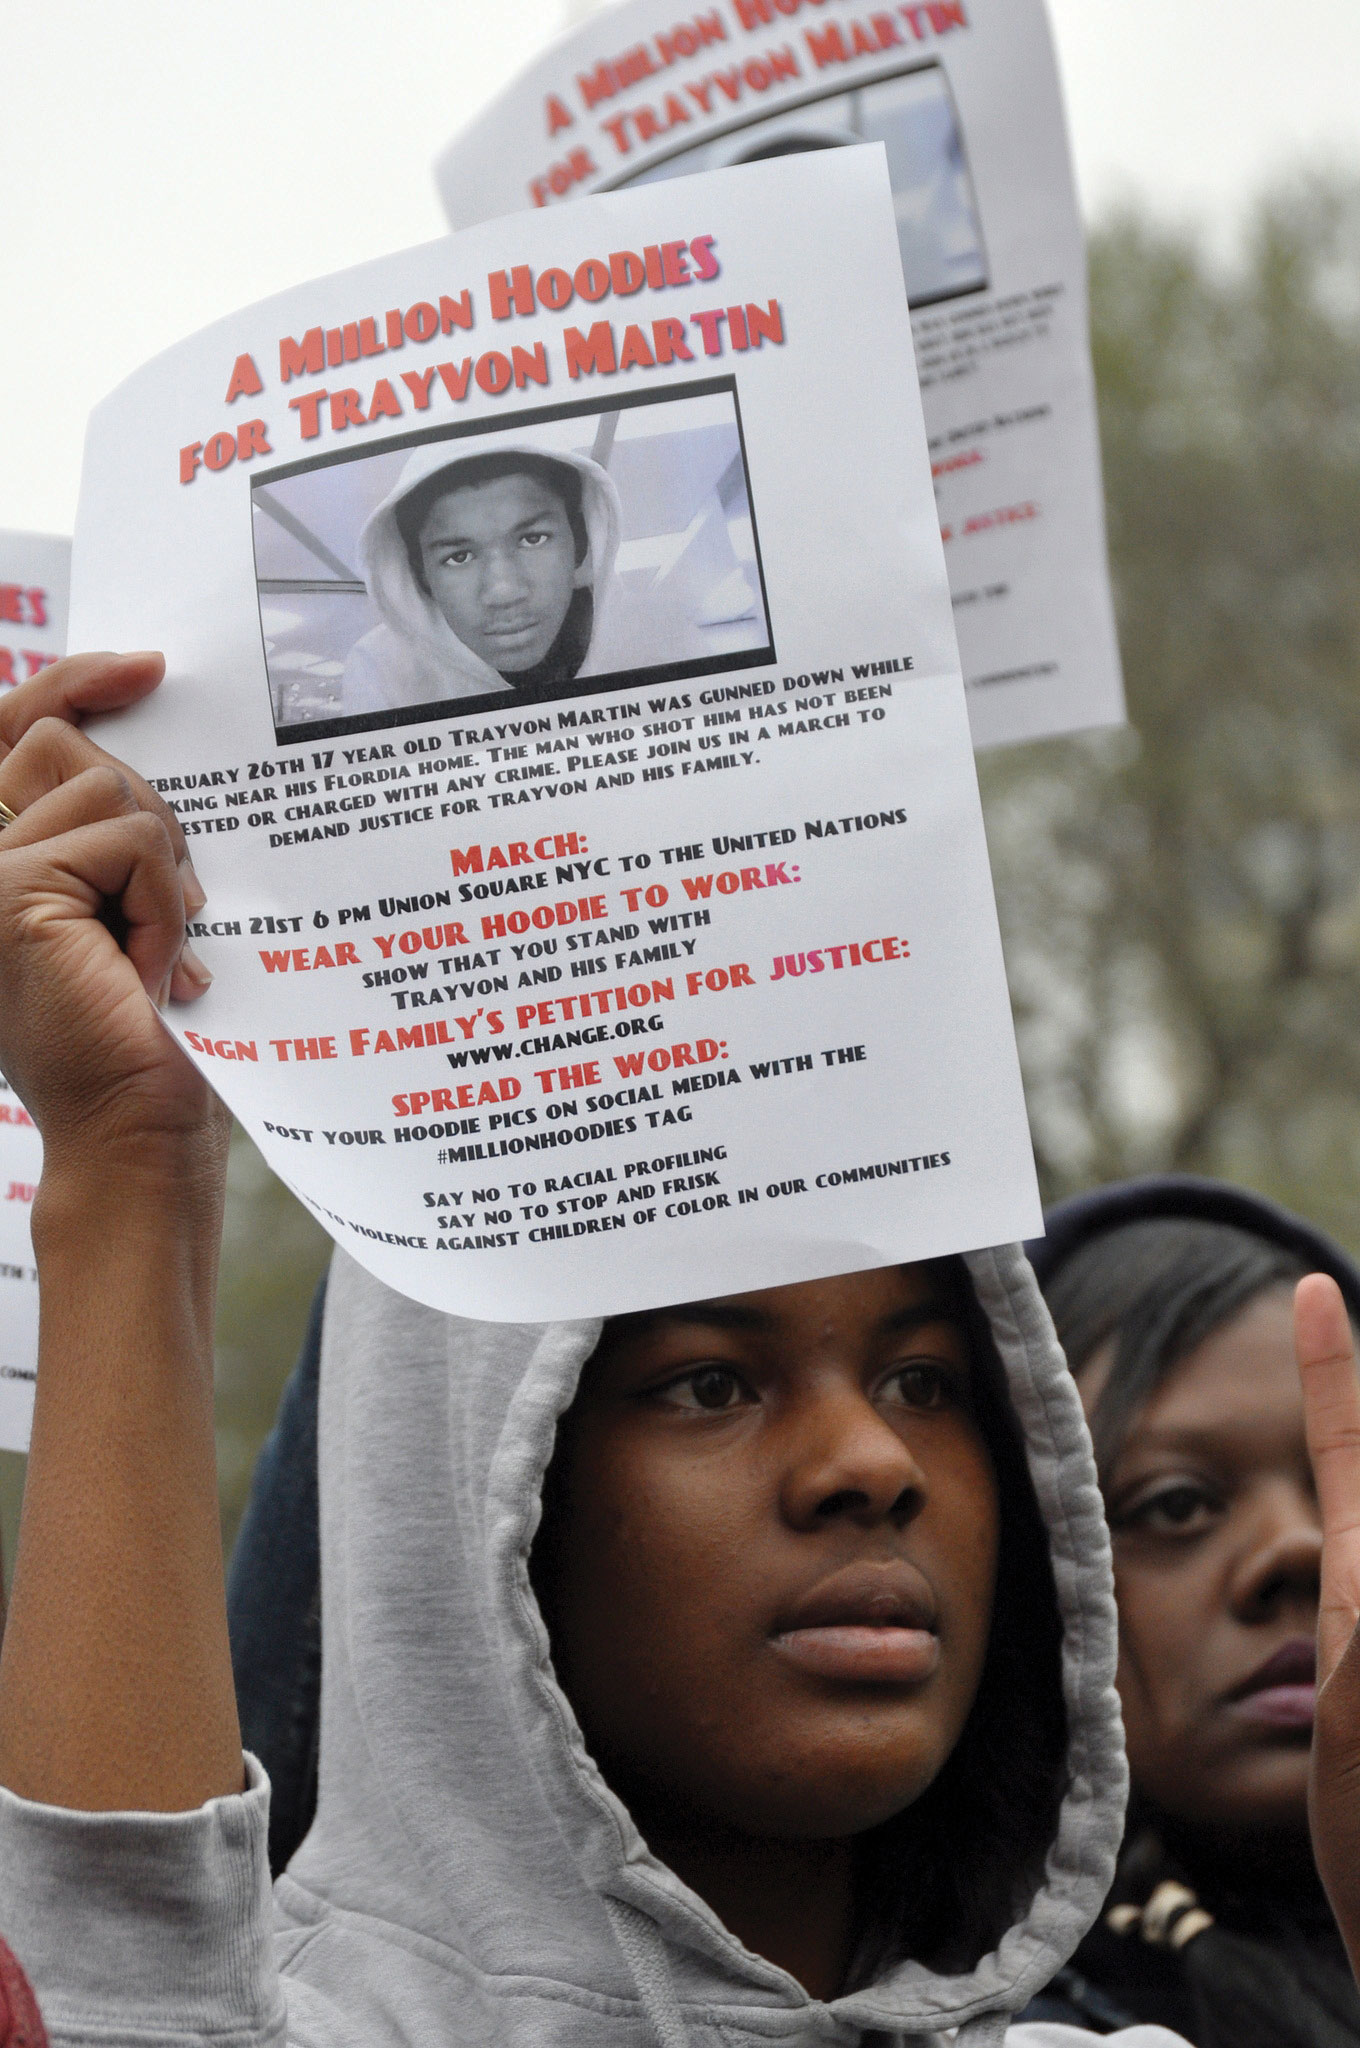 A MIILION HOODIES
FOR TRAYVON MARTIN
A MIILION HOODIES
FOR TRAYVON MARTIN
EBRUARY 26TH 17 YEAR OLD TRAYVON MARTIN WAS GUNNED DOWN WHILE
KING NEAR HIS FLORDIA HOME. THE MAN WHO SHOT HIM HAS NOT BEEN
ESTED OR CHARGED WITH ANY CRIME. PLEASE JOIN US IN A MARCH TO
DEMAND JUSTICE FOR TRAYVON AND HIS FAMILY.
MARCH:
ARCH 21ST 6 PM UNION SQUARE NYC TO THE UNITED NATIONS
WEAR YOUR HOODIE TO WORK:
SHOW THAT YOU STAND WITH
TRAYVON AND HIS FAMILY
SIGN THE FAMILY'S PETITION FOR JUSTICE:
WWW.CHANGE.ORG
SPREAD THE WORD:
POST YOUR HOODIE PICS ON SOCIAL MEDIA WITH THE
#MILLIONHOODIES TAG
SAY NO TO RACIAL PROFILING
SAY NO TO STOP AND FRISK
TO VIOLENCE AGAINST CHILDREN OF COLOR IN OUR COMMUNITIES